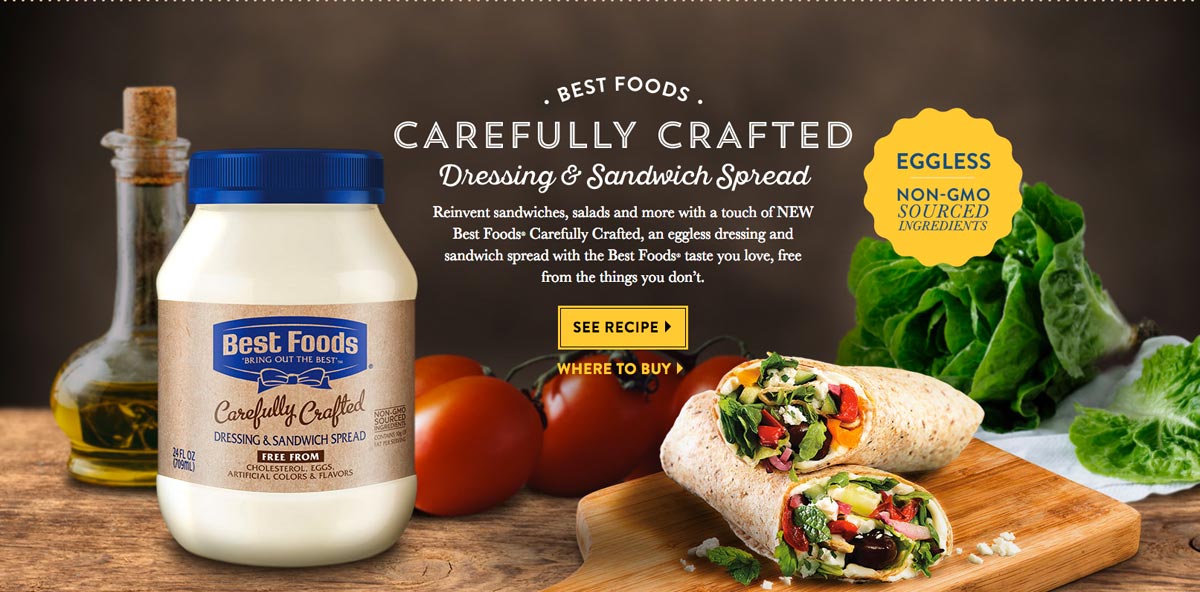 · BEST FOODS ·
CAREFULLY CRAFTED
Dressing & Sandwich Spread
Reinvent sandwiches, salads and more with a touch of NEW
Best Foods® Carefully Crafted, an eggless dressing and
sandwich spread with the Best Foods® taste you love, free
from the things you don't.
SEE RECIPE
WHERE TO BUY
EGGLESS
NON-GMO
SOURCED
INGREDIENTS
Best Foods
"BRING OUT THE BEST"™
®
Carefully Crafted
DRESSING & SANDWICH SPREAD
FREE FROM
CHOLESTEROL, EGGS,
ARTIFICIAL COLORS & FLAVORS
24 FL OZ
(709mL)
NON-GMO
SOURCED
INGREDIENTS